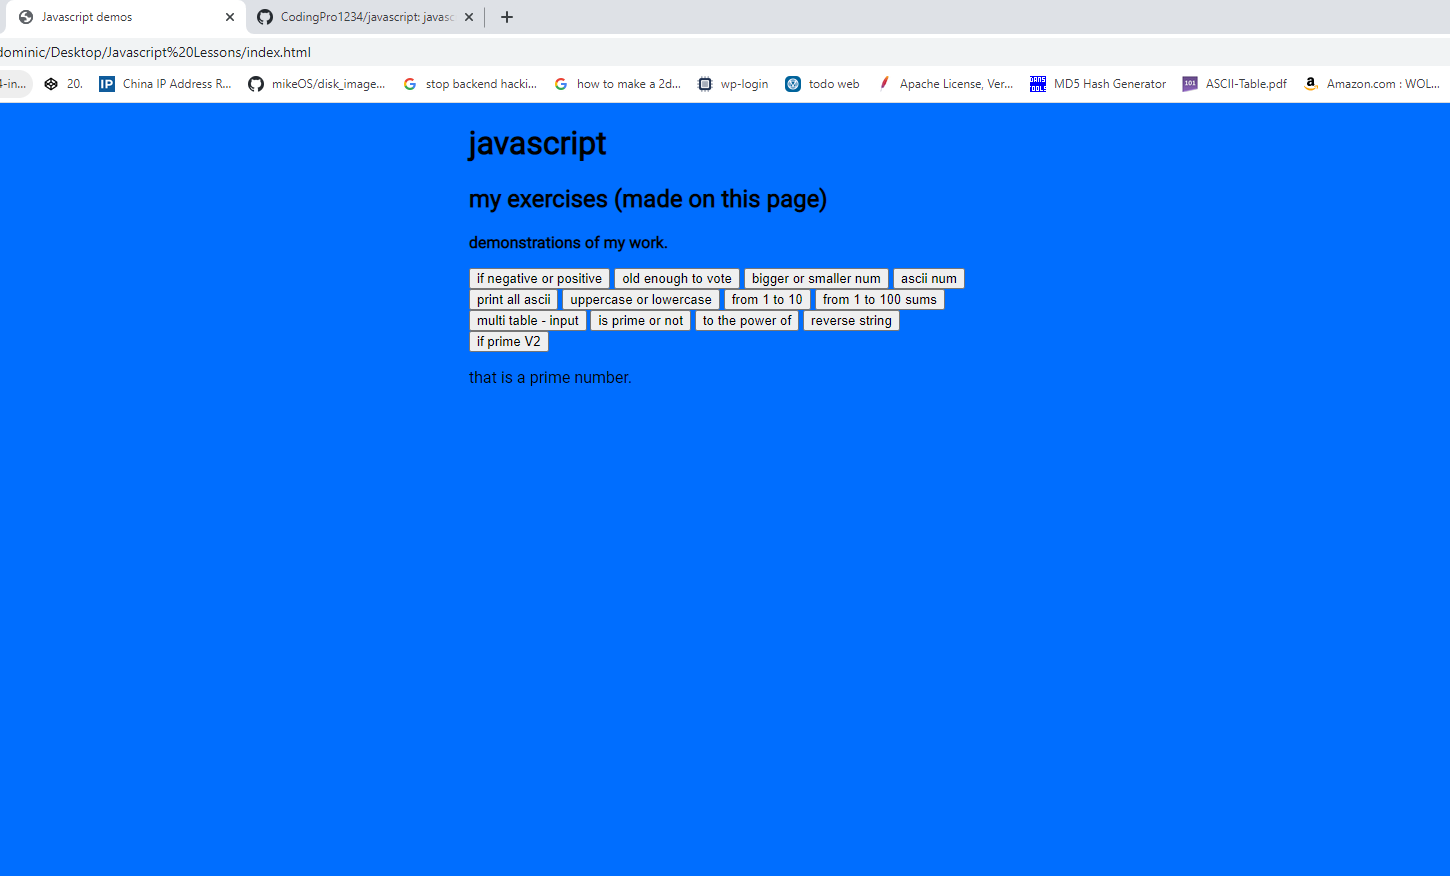 Javascript demos CodingPro1234/javascript: javasc
dominic/Desktop/Javascript%20Lessons/index.html
4-in... 20. IP China IP Address R... mikeOS/disk_image... stop backend hacki... how to make a 2d... wp-login todo web Apache License, Ver... DANS TOOLS MD5 Hash Generator 101 ASCII-Table.pdf Amazon.com : WOL...
javascript
my exercises (made on this page)
demonstrations of my work.
if negative or positive old enough to vote bigger or smaller num ascii num
print all ascii uppercase or lowercase from 1 to 10 from 1 to 100 sums
multi table - input is prime or not to the power of reverse string
if prime V2
that is a prime number.